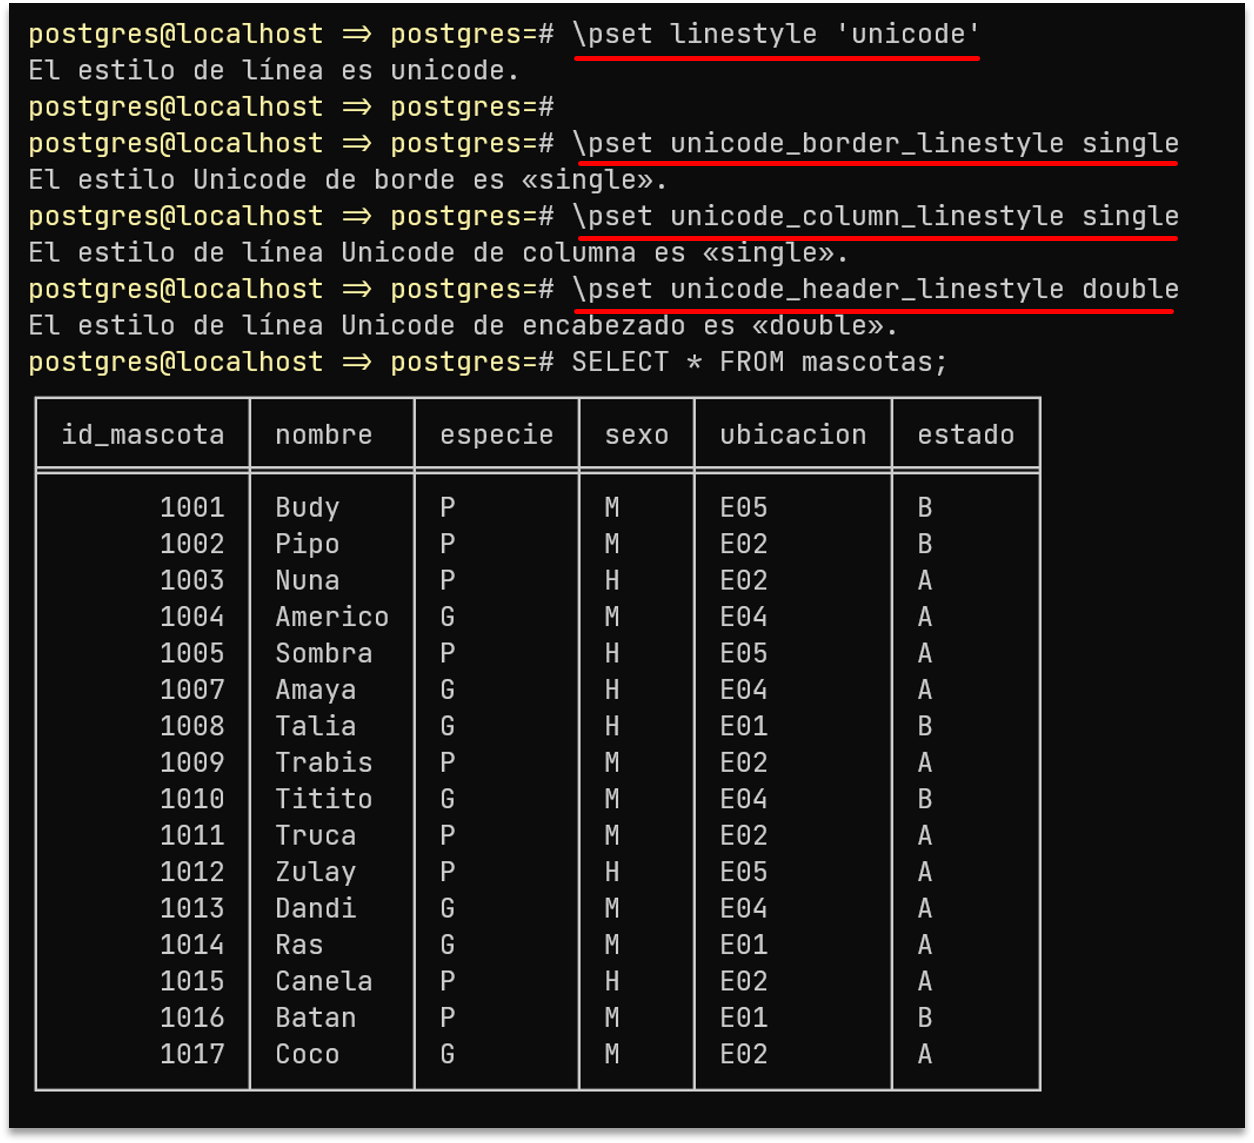 postgres@localhost => postgres=# \pset linestyle 'unicode'
El estilo de línea es unicode.
postgres@localhost => postgres=#
postgres@localhost => postgres=# \pset unicode_border_linestyle single
El estilo Unicode de borde es «single».
postgres@localhost => postgres=# \pset unicode_column_linestyle single
El estilo de línea Unicode de columna es «single».
postgres@localhost => postgres=# \pset unicode_header_linestyle double
El estilo de línea Unicode de encabezado es «double».
postgres@localhost => postgres=# SELECT * FROM mascotas;
id_mascota nombre especie sexo ubicacion estado
1001 Budy P M E05 B
1002 Pipo P M E02 B
1003 Nuna P H E02 A
1004 Americo G M E04 A
1005 Sombra P H E05 A
1007 Amaya G H E04 A
1008 Talia G H E01 B
1009 Trabis P M E02 A
1010 Titito G M E04 B
1011 Truca P M E02 A
1012 Zulay P H E05 A
1013 Dandi G M E04 A
1014 Ras G M E01 A
1015 Canela P H E02 A
1016 Batan P M E01 B
1017 Coco G M E02 A